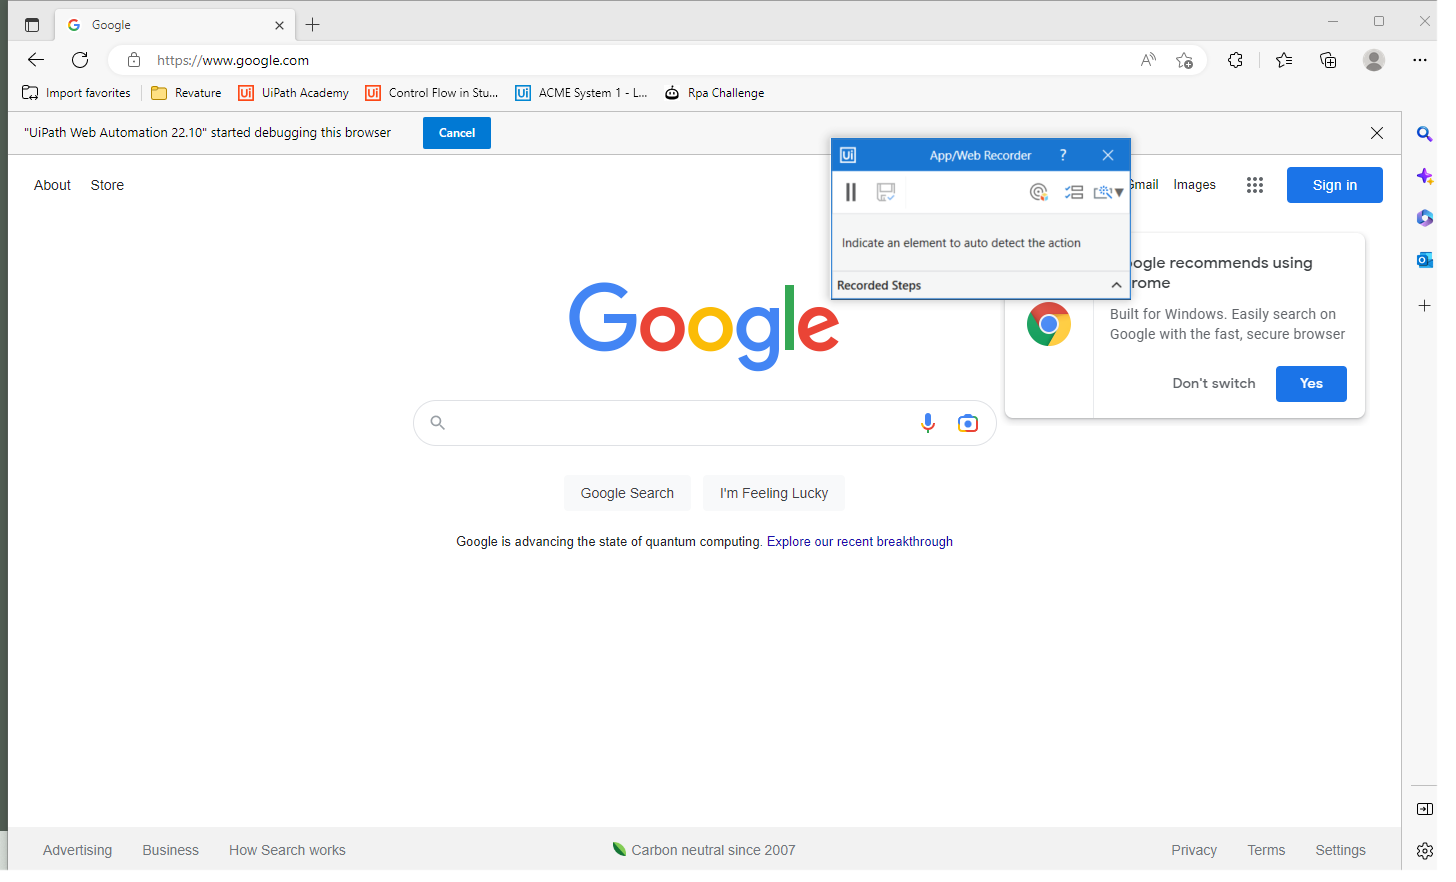 Google
https://www.google.com
Import favorites Revature UiPath Academy Control Flow in Stu... ACME System 1 - L... Rpa Challenge
"UiPath Web Automation 22.10" started debugging this browser Cancel
Ui App/Web Recorder ?
About Store Gmail Images Sign in
Indicate an element to auto detect the action
Recorded Steps
ogle recommends using
rome
Built for Windows. Easily search on
Google with the fast, secure browser
Don't switch Yes
Google
Google Search I'm Feeling Lucky
Google is advancing the state of quantum computing. Explore our recent breakthrough
Advertising Business How Search works Carbon neutral since 2007 Privacy Terms Settings